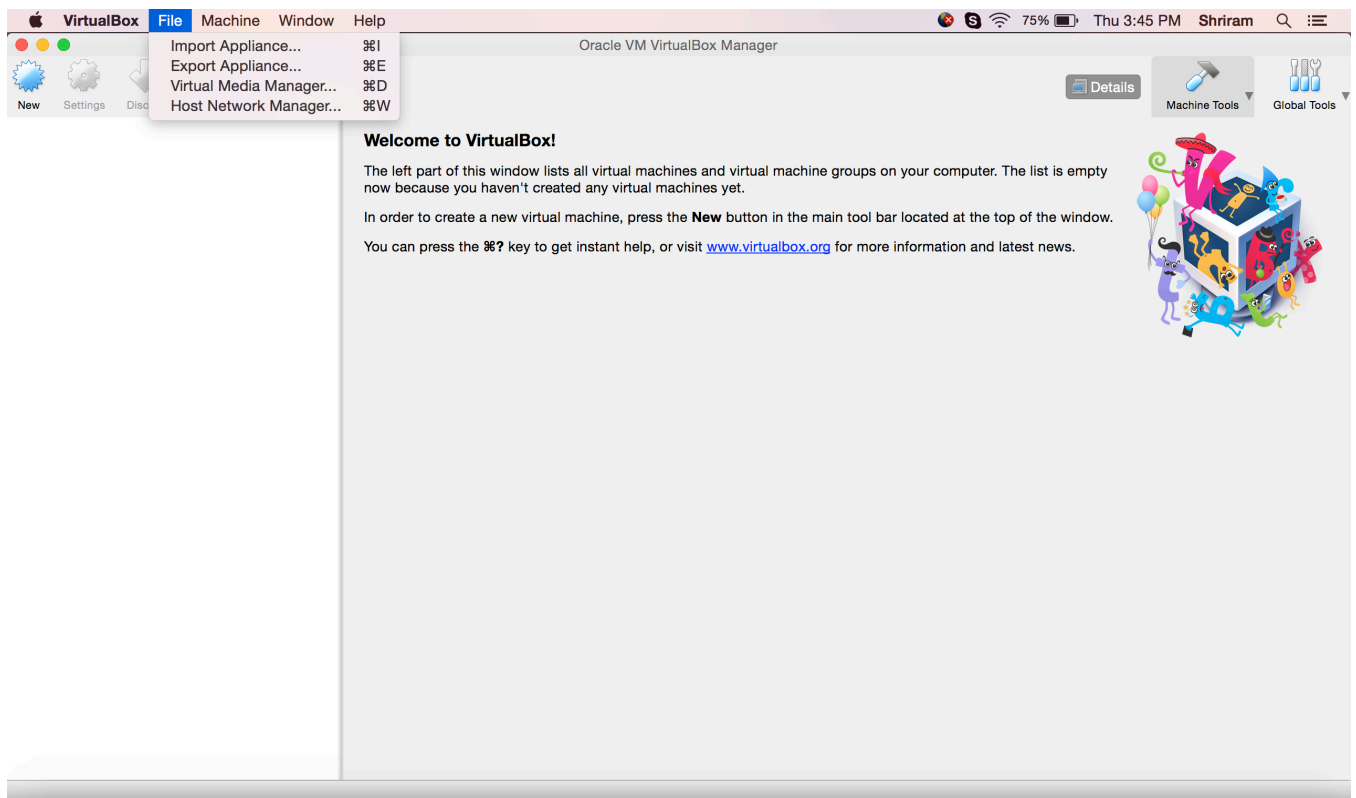 VirtualBox File Machine Window Help 75% Thu 3:45 PM Shriram
Oracle VM VirtualBox Manager
Import Appliance... ⌘I
Export Appliance... ⌘E
Virtual Media Manager... ⌘D
Host Network Manager... ⌘W
New Settings Disc
Details
Machine Tools
Global Tools
Welcome to VirtualBox!
The left part of this window lists all virtual machines and virtual machine groups on your computer. The list is empty
now because you haven't created any virtual machines yet.
In order to create a new virtual machine, press the New button in the main tool bar located at the top of the window.
You can press the ⌘? key to get instant help, or visit www.virtualbox.org for more information and latest news.